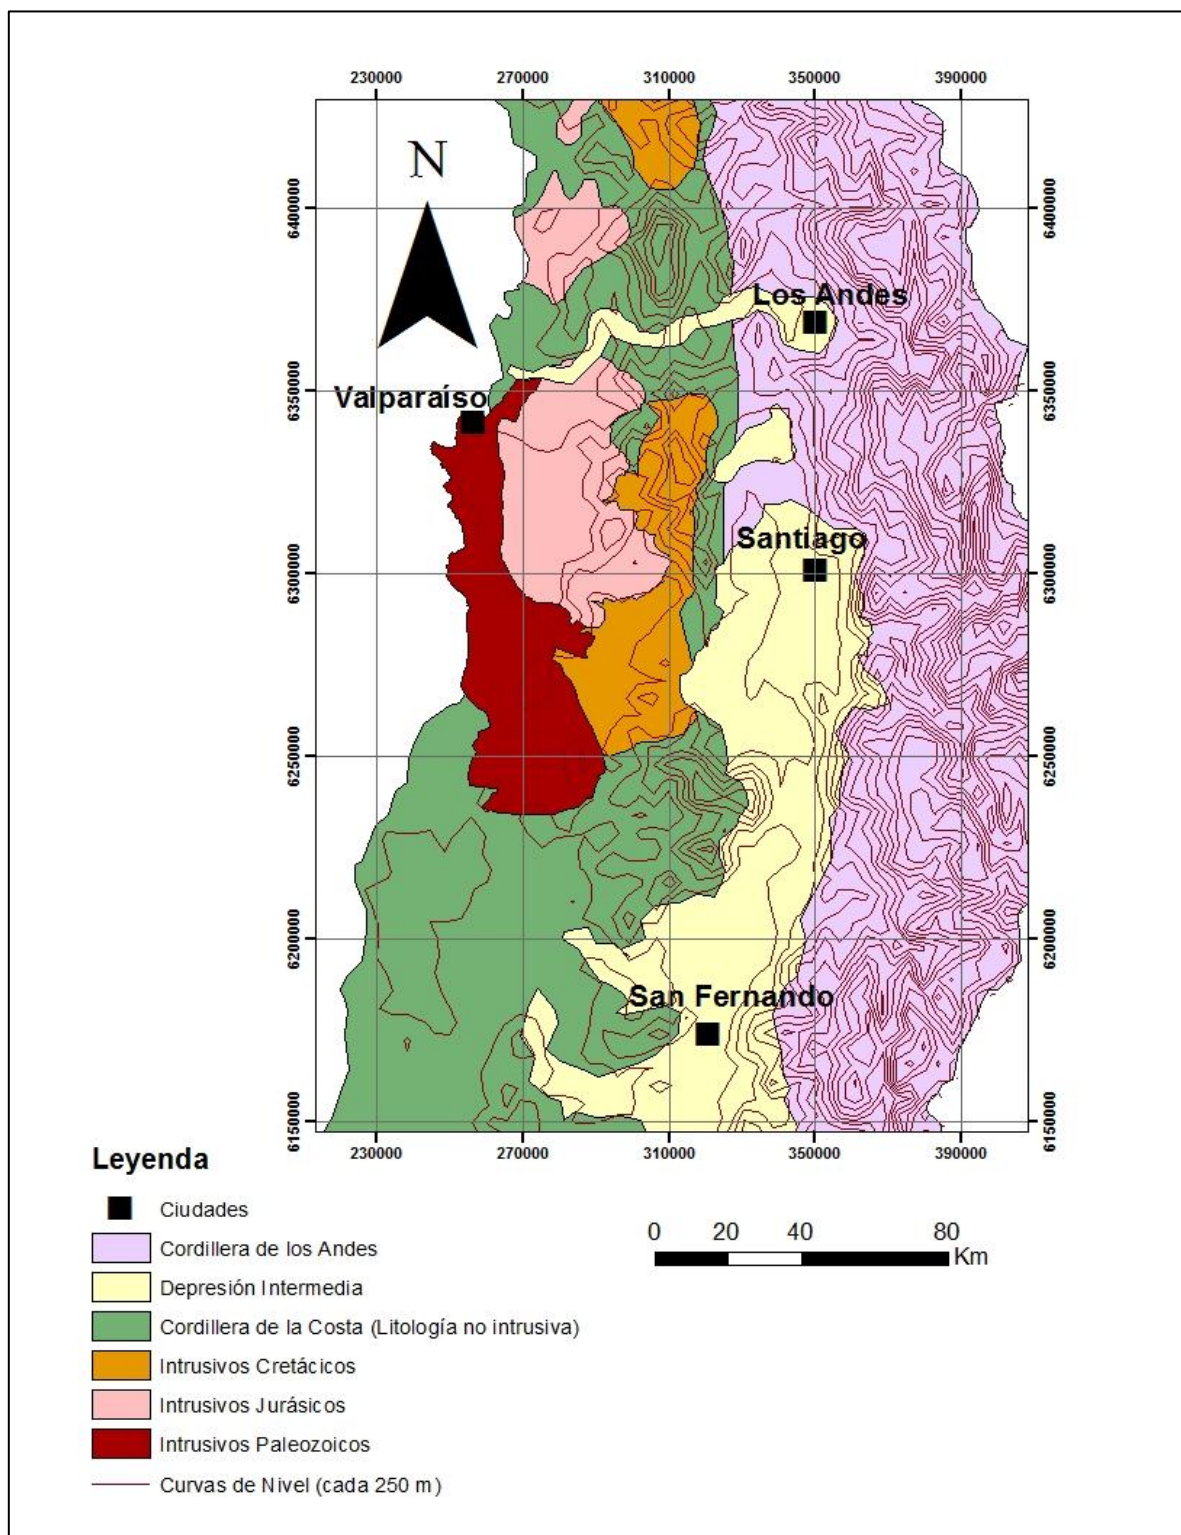 230000 270000 310000 350000 390000
N
6400000 6400000
Los Andes
6350000 6350000
Valparaíso
Santiago
6300000 6300000
6250000 6250000
6200000 6200000
San Fernando
6150000 6150000
230000 270000 310000 350000 390000
Leyenda
Ciudades
Cordillera de los Andes
Depresión Intermedia
Cordillera de la Costa (Litología no intrusiva)
Intrusivos Cretácicos
Intrusivos Jurásicos
Intrusivos Paleozoicos
Curvas de Nivel (cada 250 m)
0 20 40 80
Km